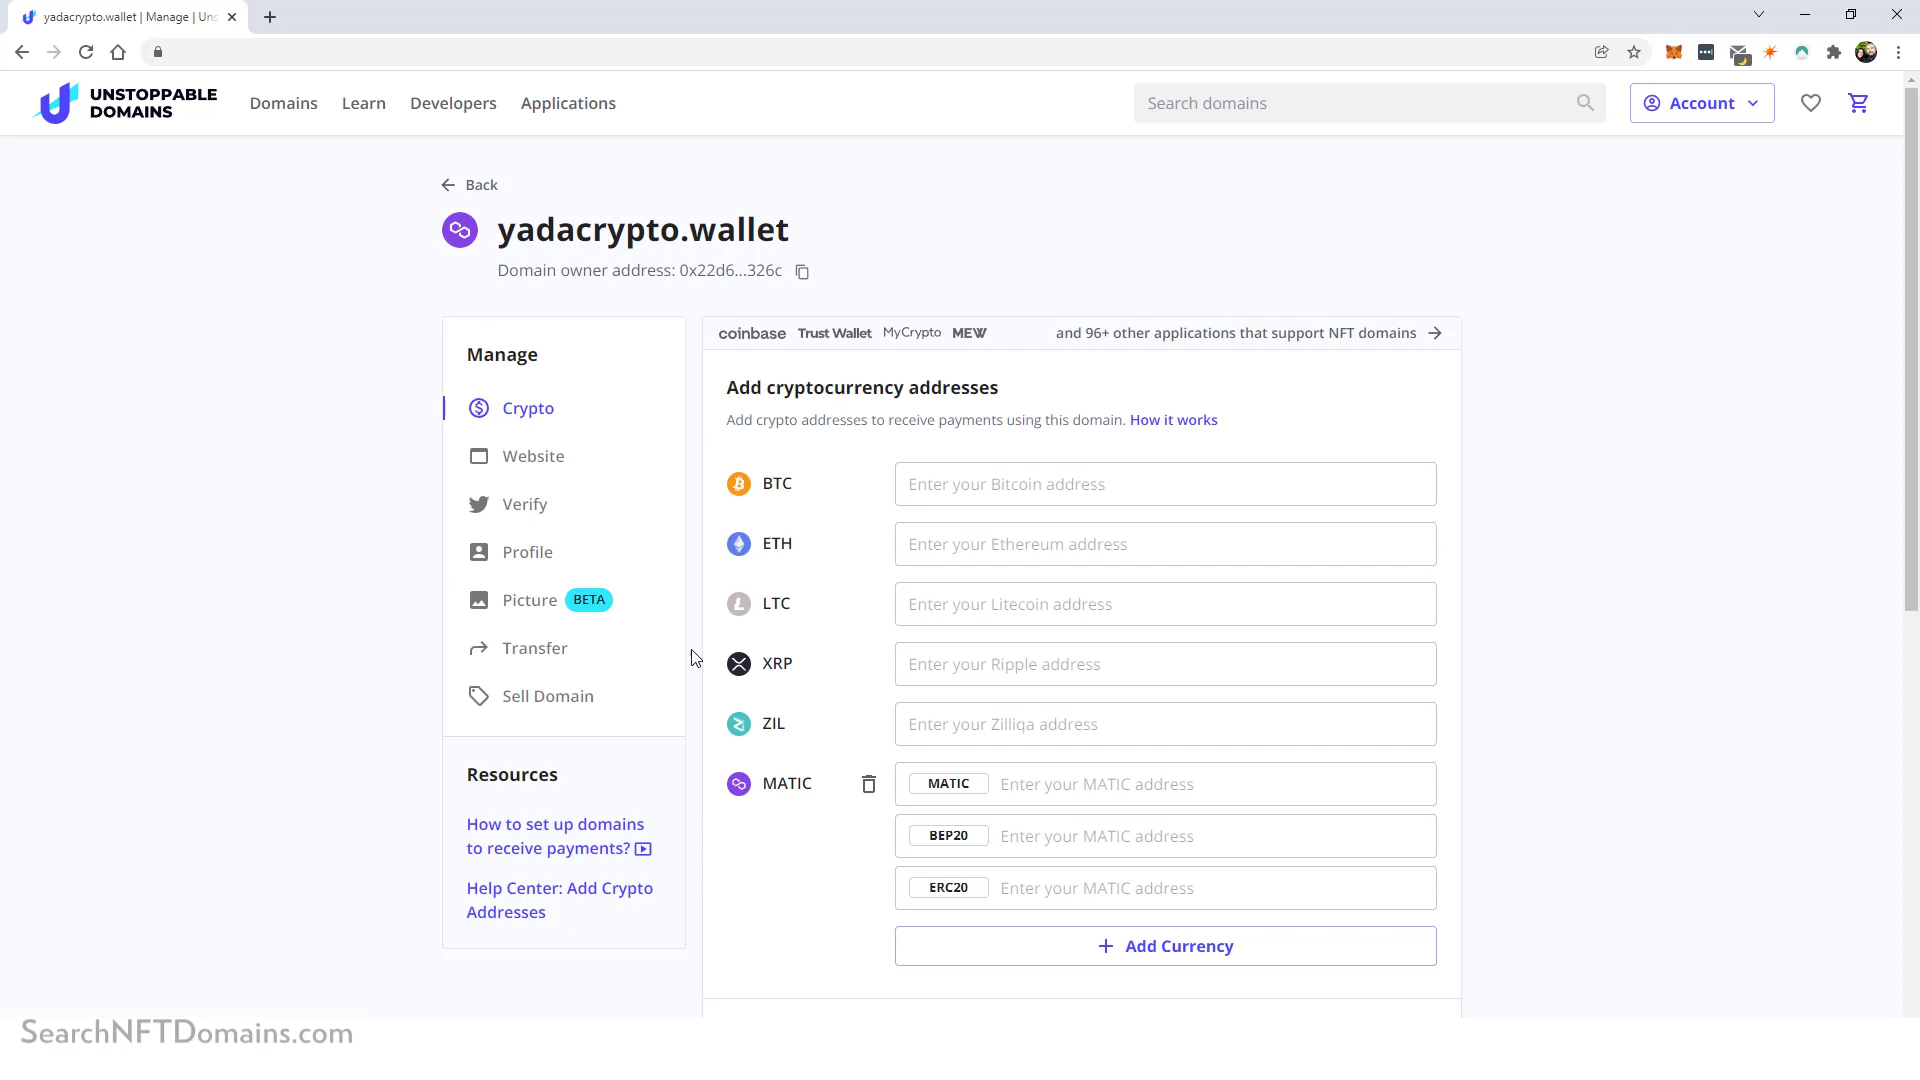 yadacrypto.wallet | Manage | Uns
UNSTOPPABLE
DOMAINS
Domains
Learn
Developers
Applications
Search domains
Account
Back
yadacrypto.wallet
Domain owner address: 0x22d6...326c
Manage
Crypto
Website
Verify
Profile
Picture BETA
Transfer
Sell Domain
Resources
How to set up domains
to receive payments?
Help Center: Add Crypto
Addresses
coinbase Trust Wallet MyCrypto MEW and 96+ other applications that support NFT domains
Add cryptocurrency addresses
Add crypto addresses to receive payments using this domain. How it works
BTC Enter your Bitcoin address
ETH Enter your Ethereum address
LTC Enter your Litecoin address
XRP Enter your Ripple address
ZIL Enter your Zilliqa address
MATIC MATIC Enter your MATIC address
BEP20 Enter your MATIC address
ERC20 Enter your MATIC address
+ Add Currency
SearchNFTDomains.com